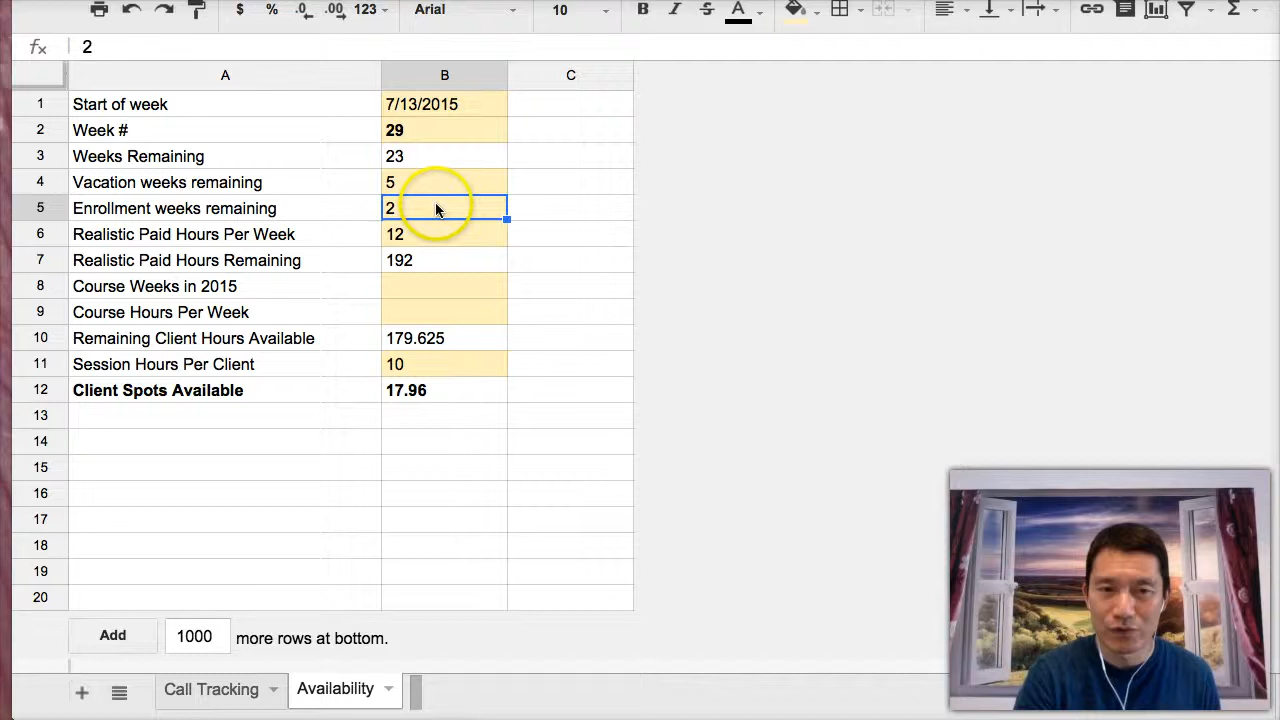 $ % .0 .00 123 Arial 10 B I S A Σ
fx 2
A B C
1 Start of week 7/13/2015
2 Week # 29
3 Weeks Remaining 23
4 Vacation weeks remaining 5
5 Enrollment weeks remaining 2
6 Realistic Paid Hours Per Week 12
7 Realistic Paid Hours Remaining 192
8 Course Weeks in 2015
9 Course Hours Per Week
10 Remaining Client Hours Available 179.625
11 Session Hours Per Client 10
12 Client Spots Available 17.96
13
14
15
16
17
18
19
20
Add 1000 more rows at bottom.
+ Call Tracking Availability